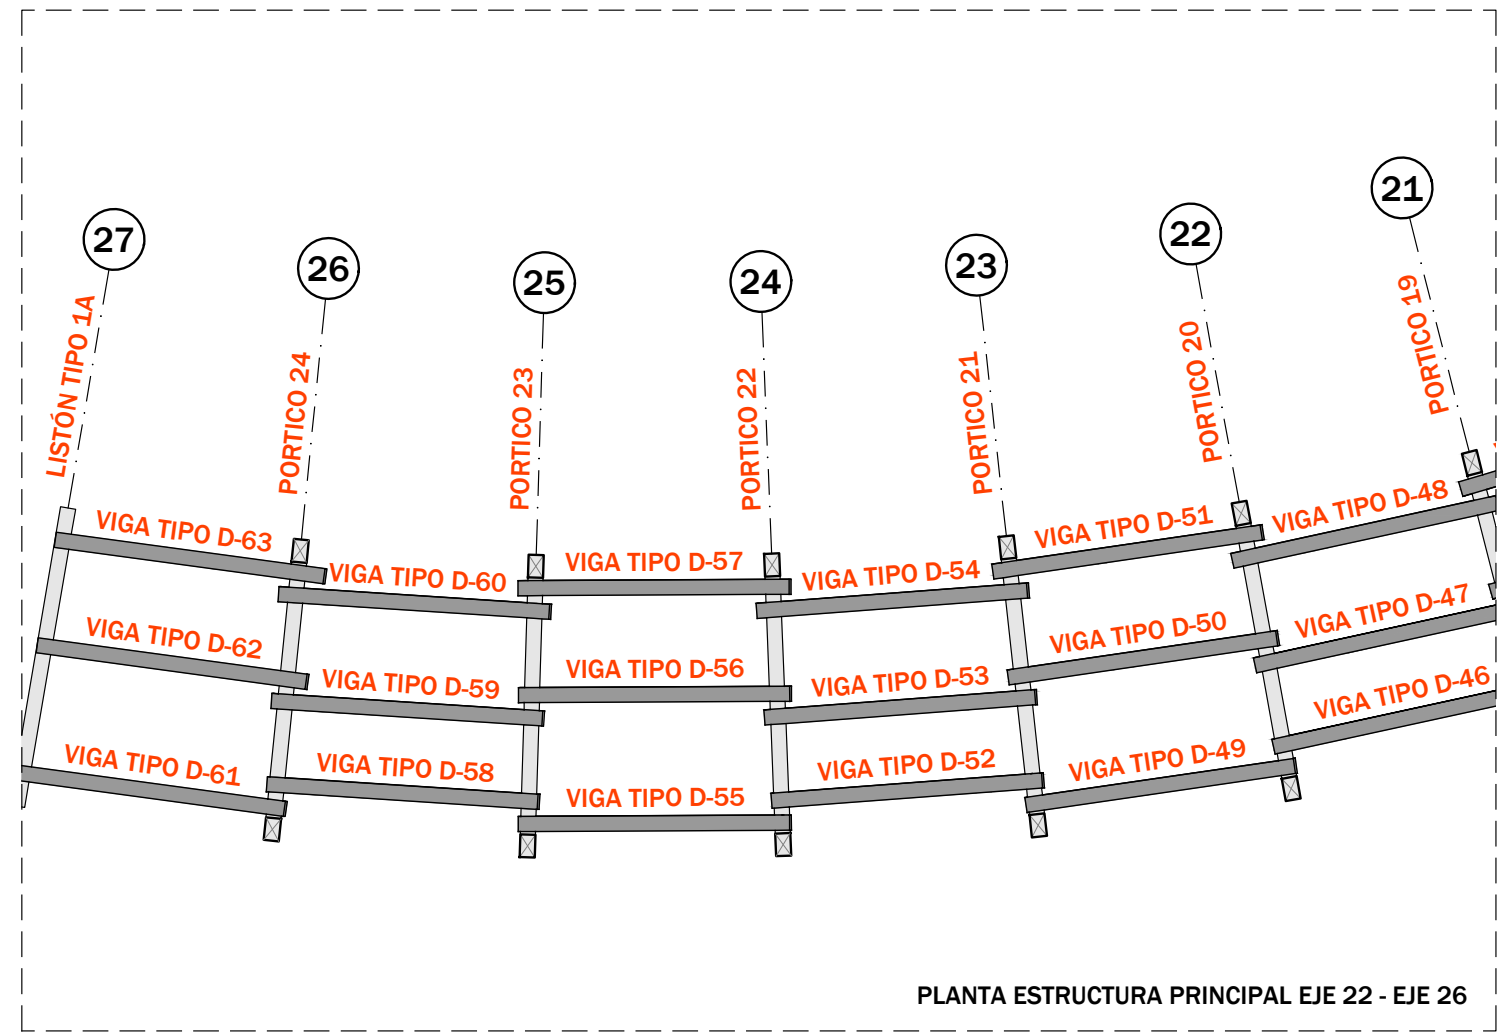 27
26
25
24
23
22
21
LISTÓN TIPO 1A
PORTICO 24
PORTICO 23
PORTICO 22
PORTICO 21
PORTICO 20
PORTICO 19
VIGA TIPO D-63
VIGA TIPO D-60
VIGA TIPO D-57
VIGA TIPO D-54
VIGA TIPO D-51
VIGA TIPO D-48
VIGA TIPO D-62
VIGA TIPO D-59
VIGA TIPO D-56
VIGA TIPO D-53
VIGA TIPO D-50
VIGA TIPO D-47
VIGA TIPO D-61
VIGA TIPO D-58
VIGA TIPO D-55
VIGA TIPO D-52
VIGA TIPO D-49
VIGA TIPO D-46
PLANTA ESTRUCTURA PRINCIPAL EJE 22 - EJE 26